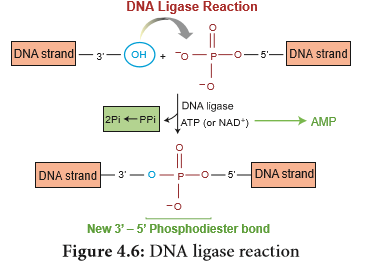 DNA Ligase Reaction
O
DNA strand 3′ OH + ⁻O P O 5′ DNA strand
⁻O
DNA ligase
2Pi ← PPi ATP (or NAD⁺) AMP
O
DNA strand 3′ O P O 5′ DNA strand
⁻O
New 3′ – 5′ Phosphodiester bond
Figure 4.6: DNA ligase reaction